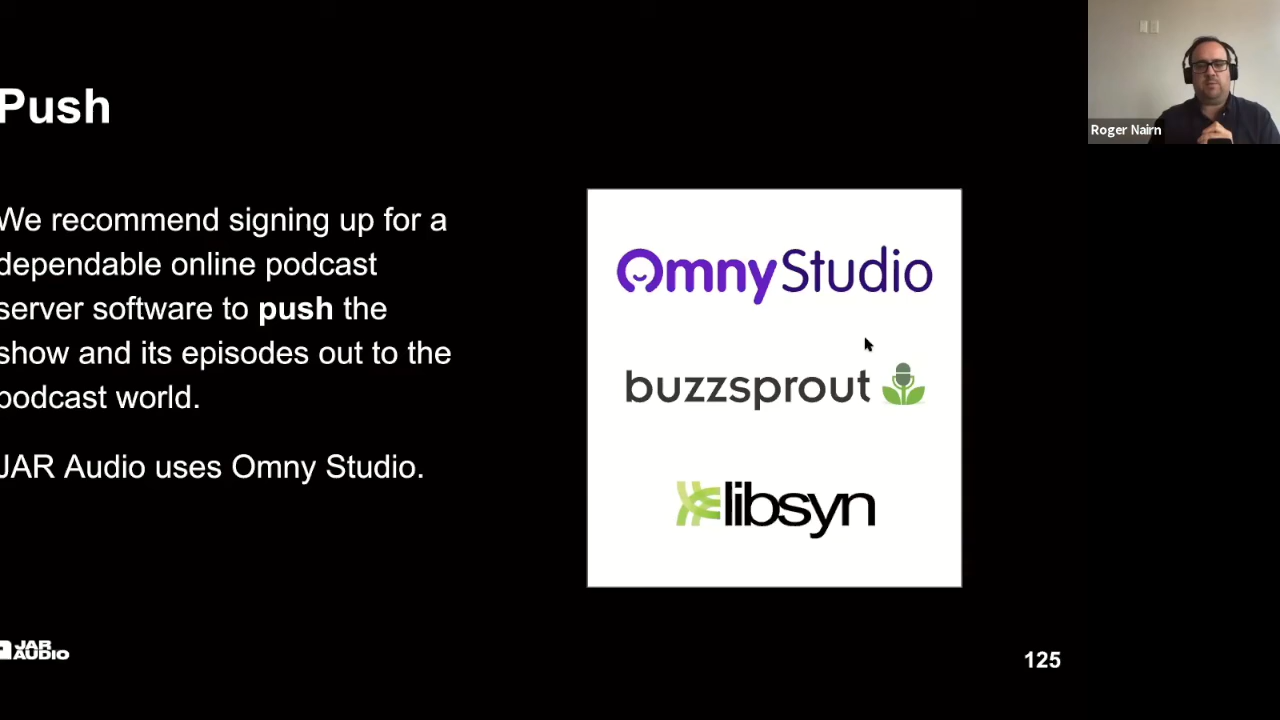 Push
Roger Nairn
We recommend signing up for a
dependable online podcast
server software to push the
show and its episodes out to the
podcast world.
JAR Audio uses Omny Studio.
OmnyStudio
buzzsprout
libsyn
JAR
AUDIO
125